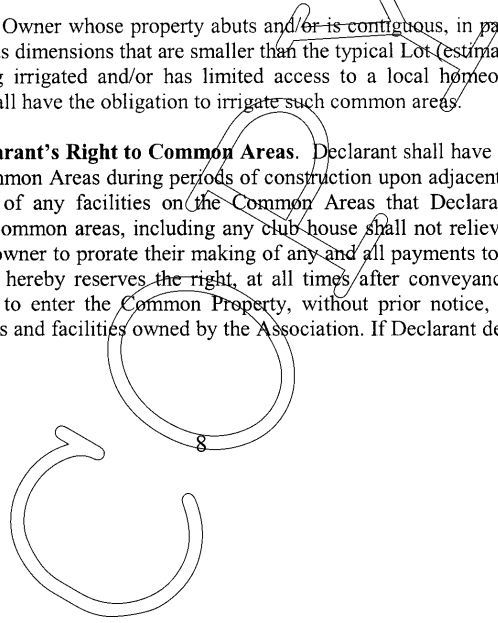 Owner whose property abuts and/or is contiguous, in pa
s dimensions that are smaller than the typical Lot (estima
g irrigated and/or has limited access to a local homeo
all have the obligation to irrigate such common areas.
arant's Right to Common Areas. Declarant shall have
nmon Areas during periods of construction upon adjacent
of any facilities on the Common Areas that Declara
ommon areas, including any club house shall not reliev
owner to prorate their making of any and all payments to
hereby reserves the right, at all times after conveyanc
to enter the Common Property, without prior notice,
s and facilities owned by the Association. If Declarant de
8